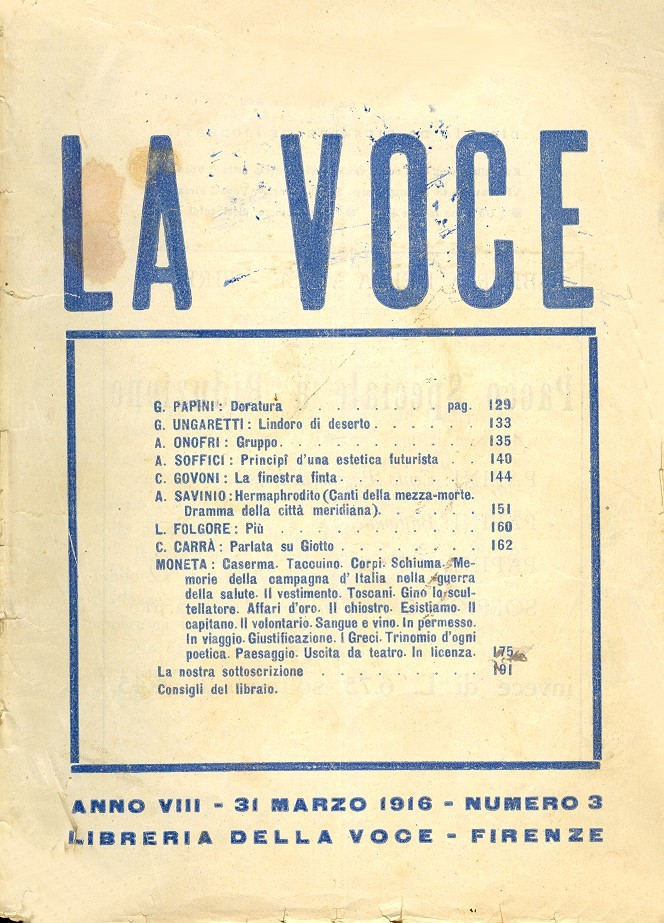 LA VOCE
G. PAPINI : Doratura . . . . . . . . . pag. 129
G. UNGARETTI : Lindoro di deserto . . . . . . . 133
A. ONOFRI : Gruppo. . . . . . . . . . . 135
A. SOFFICI : Principî d'una estetica futurista . . . 140
C. GOVONI : La finestra finta . . . . . . . . 144
A. SAVINIO : Hermaphrodito (Canti della mezza-morte.
Dramma della città meridiana). . . . . . . 151
L. FOLGORE : Più . . . . . . . . . . . 160
C. CARRÀ : Parlata su Giotto . . . . . . . . 162
MONETA : Caserma. Taccuino. Corpi. Schiuma. Me-
morie della campagna d'Italia nella guerra
della salute. Il vestimento. Toscani. Gino lo scul-
tellatore. Affari d'oro. Il chiostro. Esistiamo. Il
capitano. Il volontario. Sangue e vino. In permesso.
In viaggio. Giustificazione. I Greci. Trinomio d'ogni
poetica. Paesaggio. Uscita da teatro. In licenza. 175
La nostra sottoscrizione . . . . . . . . . . 191
Consigli del libraio.
ANNO VIII - 31 MARZO 1916 - NUMERO 3
LIBRERIA DELLA VOCE - FIRENZE